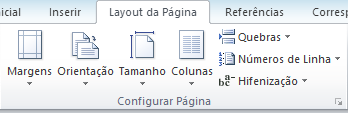 icial Inserir Layout da Página Referências Corresp
Quebras
Números de Linha
Hifenização
Margens Orientação Tamanho Colunas
Configurar Página